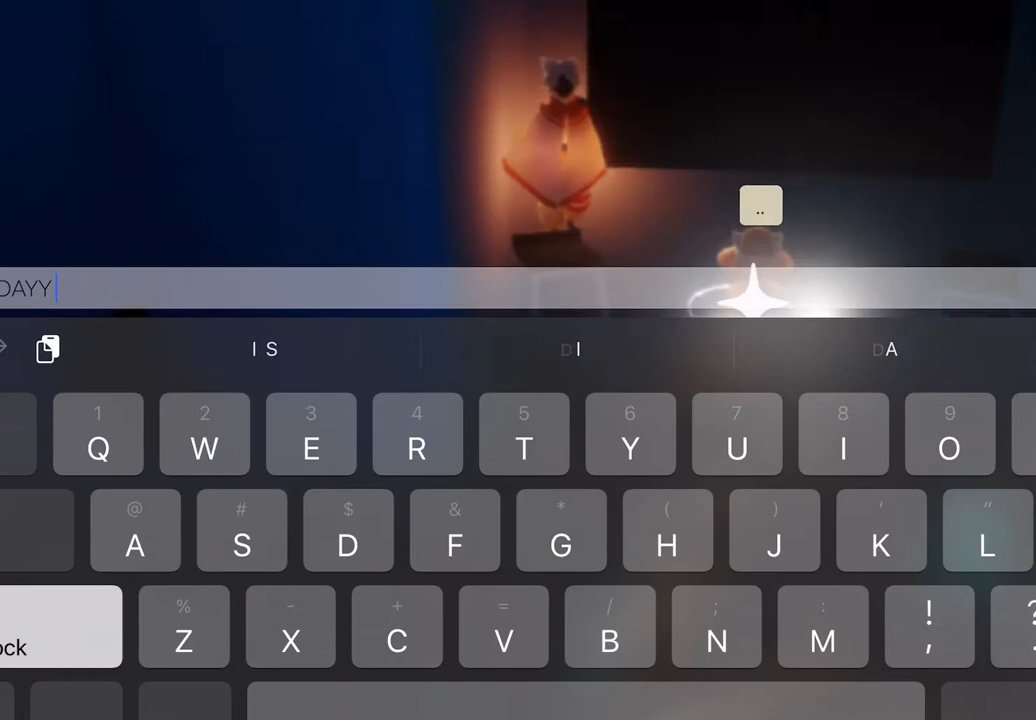 ..
DAYY
I S
DI
DA
1 2 3 4 5 6 7 8 9
Q W E R T Y U I O
@ # $ & * ( ) ' "
A S D F G H J K L
% - + = / ; : ! ?
Z X C V B N M , .
ock